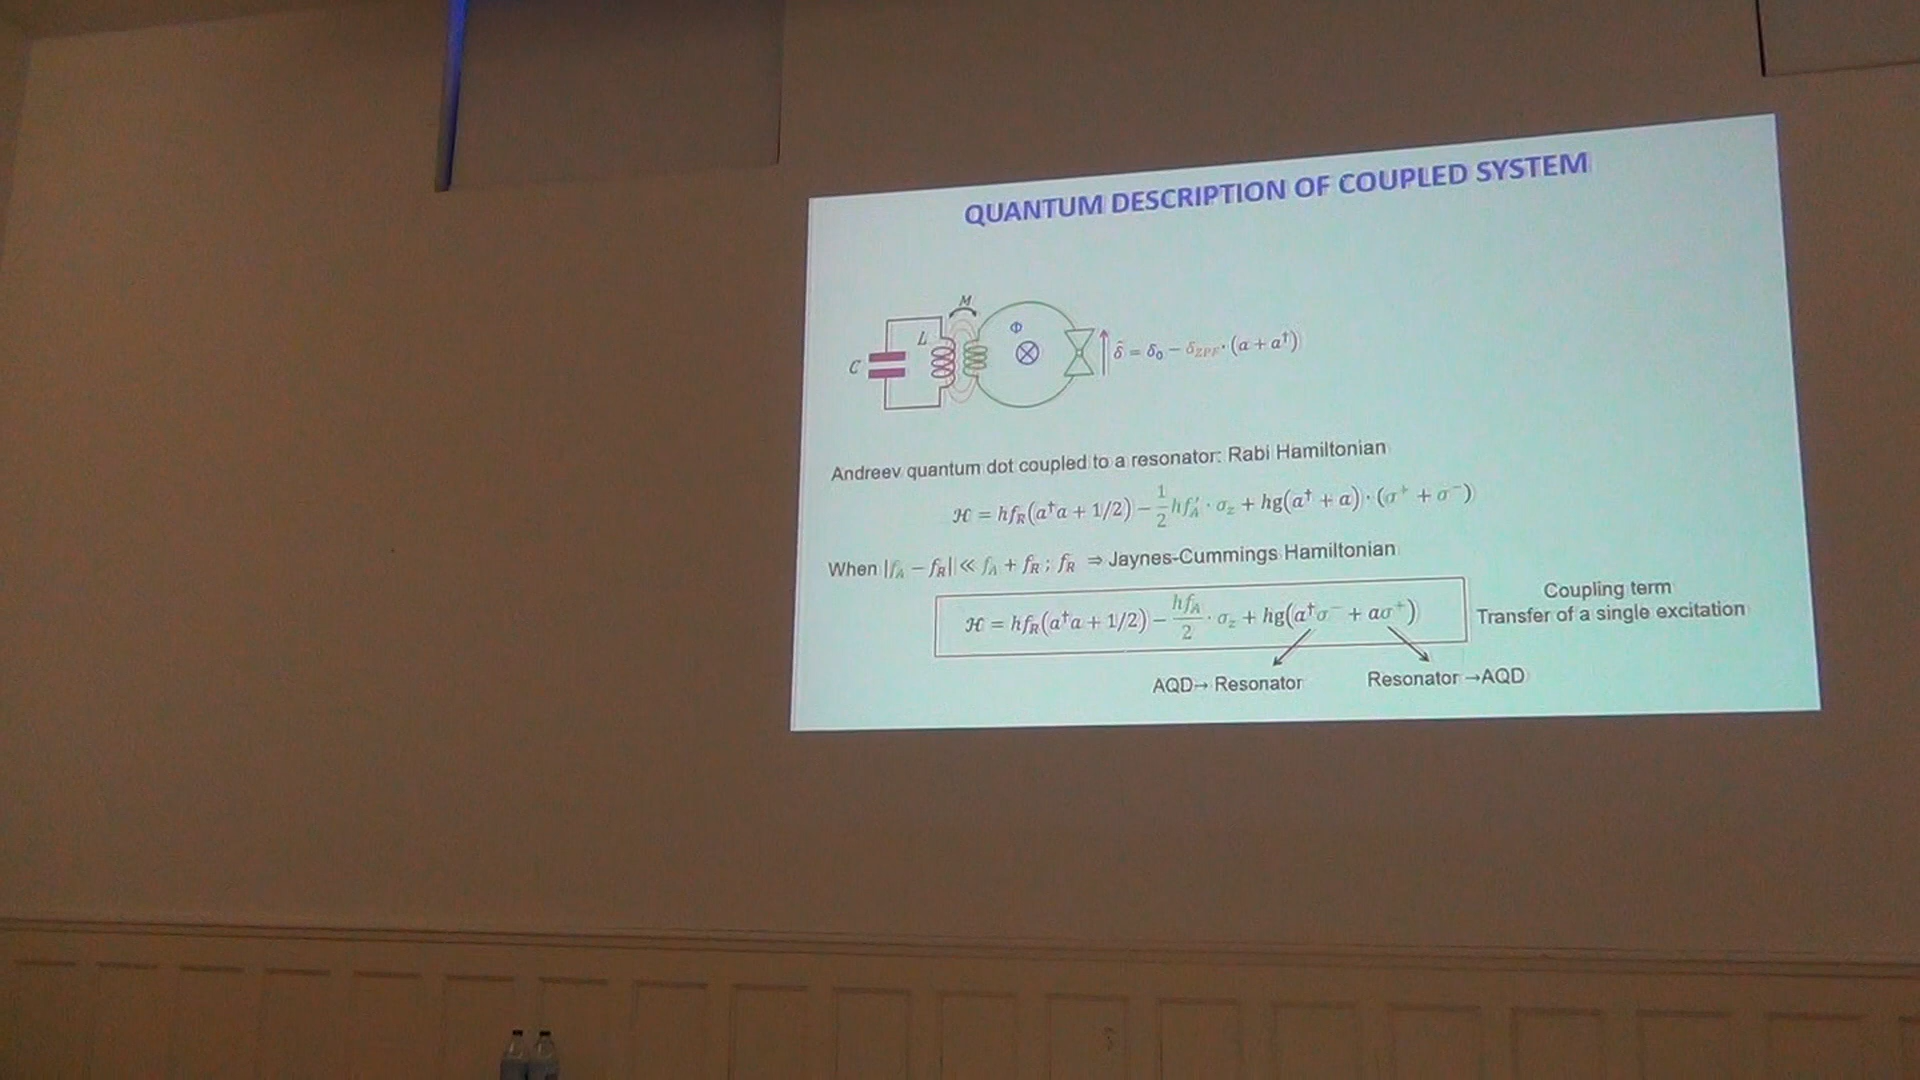 QUANTUM DESCRIPTION OF COUPLED SYSTEM
M
Φ
L
C
δ̂ = δ₀ − δ_ZPF · (a + a†)
Andreev quantum dot coupled to a resonator: Rabi Hamiltonian
ℋ = hf_R(a†a + 1/2) − 1/2 hf′_A · σ_z + hg(a† + a) · (σ⁺ + σ⁻)
When |f_A − f_R| ≪ f_A + f_R ; f_R ⇒ Jaynes-Cummings Hamiltonian
ℋ = hf_R(a†a + 1/2) − hf_A/2 · σ_z + hg(a†σ⁻ + aσ⁺)
Coupling term
Transfer of a single excitation
AQD→ Resonator
Resonator →AQD